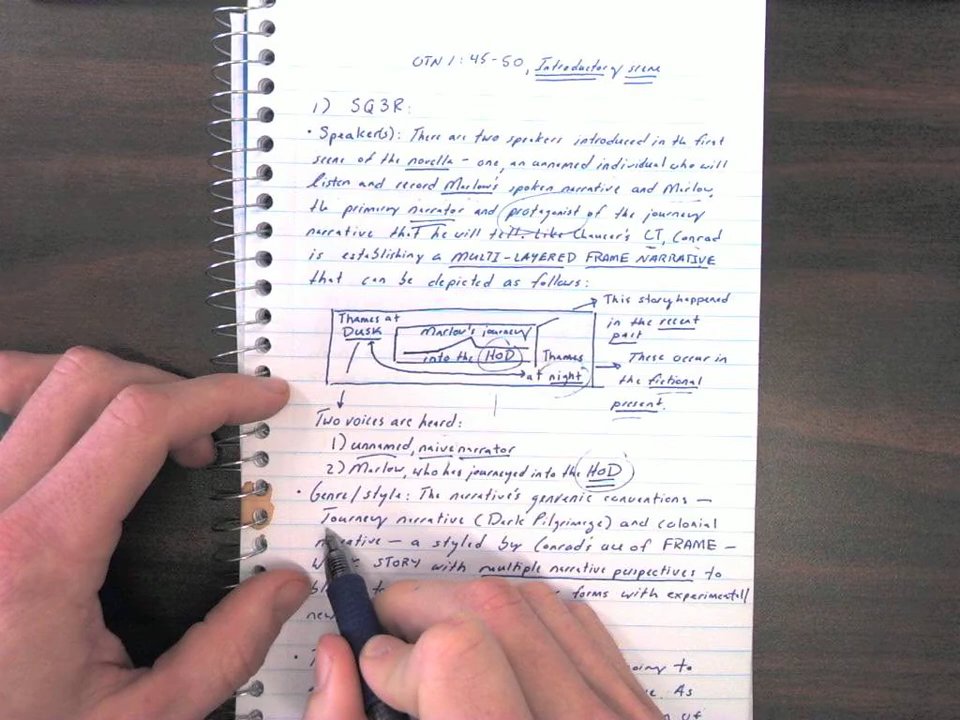 OTN 1: 45-50, Introductory scene
1) SQ3R:
• Speaker(s): There are two speakers introduced in th first
scene of the novella - one, an unnamed individual who will
listen and record Marlow's spoken narrative and Marlow,
th primary narrator and protagonist of the journey
narrative that he will tell. Like Chaucer's CT, Conrad
is establishing a MULTI-LAYERED FRAME NARRATIVE
that can be depicted as follows:
Thames at Dusk
Marlow's journey
into the HoD
Thames
at night
This story happened
in the recent
past
These occur in
the fictional
present.
Two voices are heard:
1) unnamed, naive narrator
2) Marlow, who has journeyed into the HoD
• Genre/style: The narrative's generic conventions -
Journey narrative (Dark Pilgrimage) and colonial
narrative - a styled by Conrad's use of FRAME -
STORY with multiple narrative perspectives to
forms with experimental/
new
to
As
of